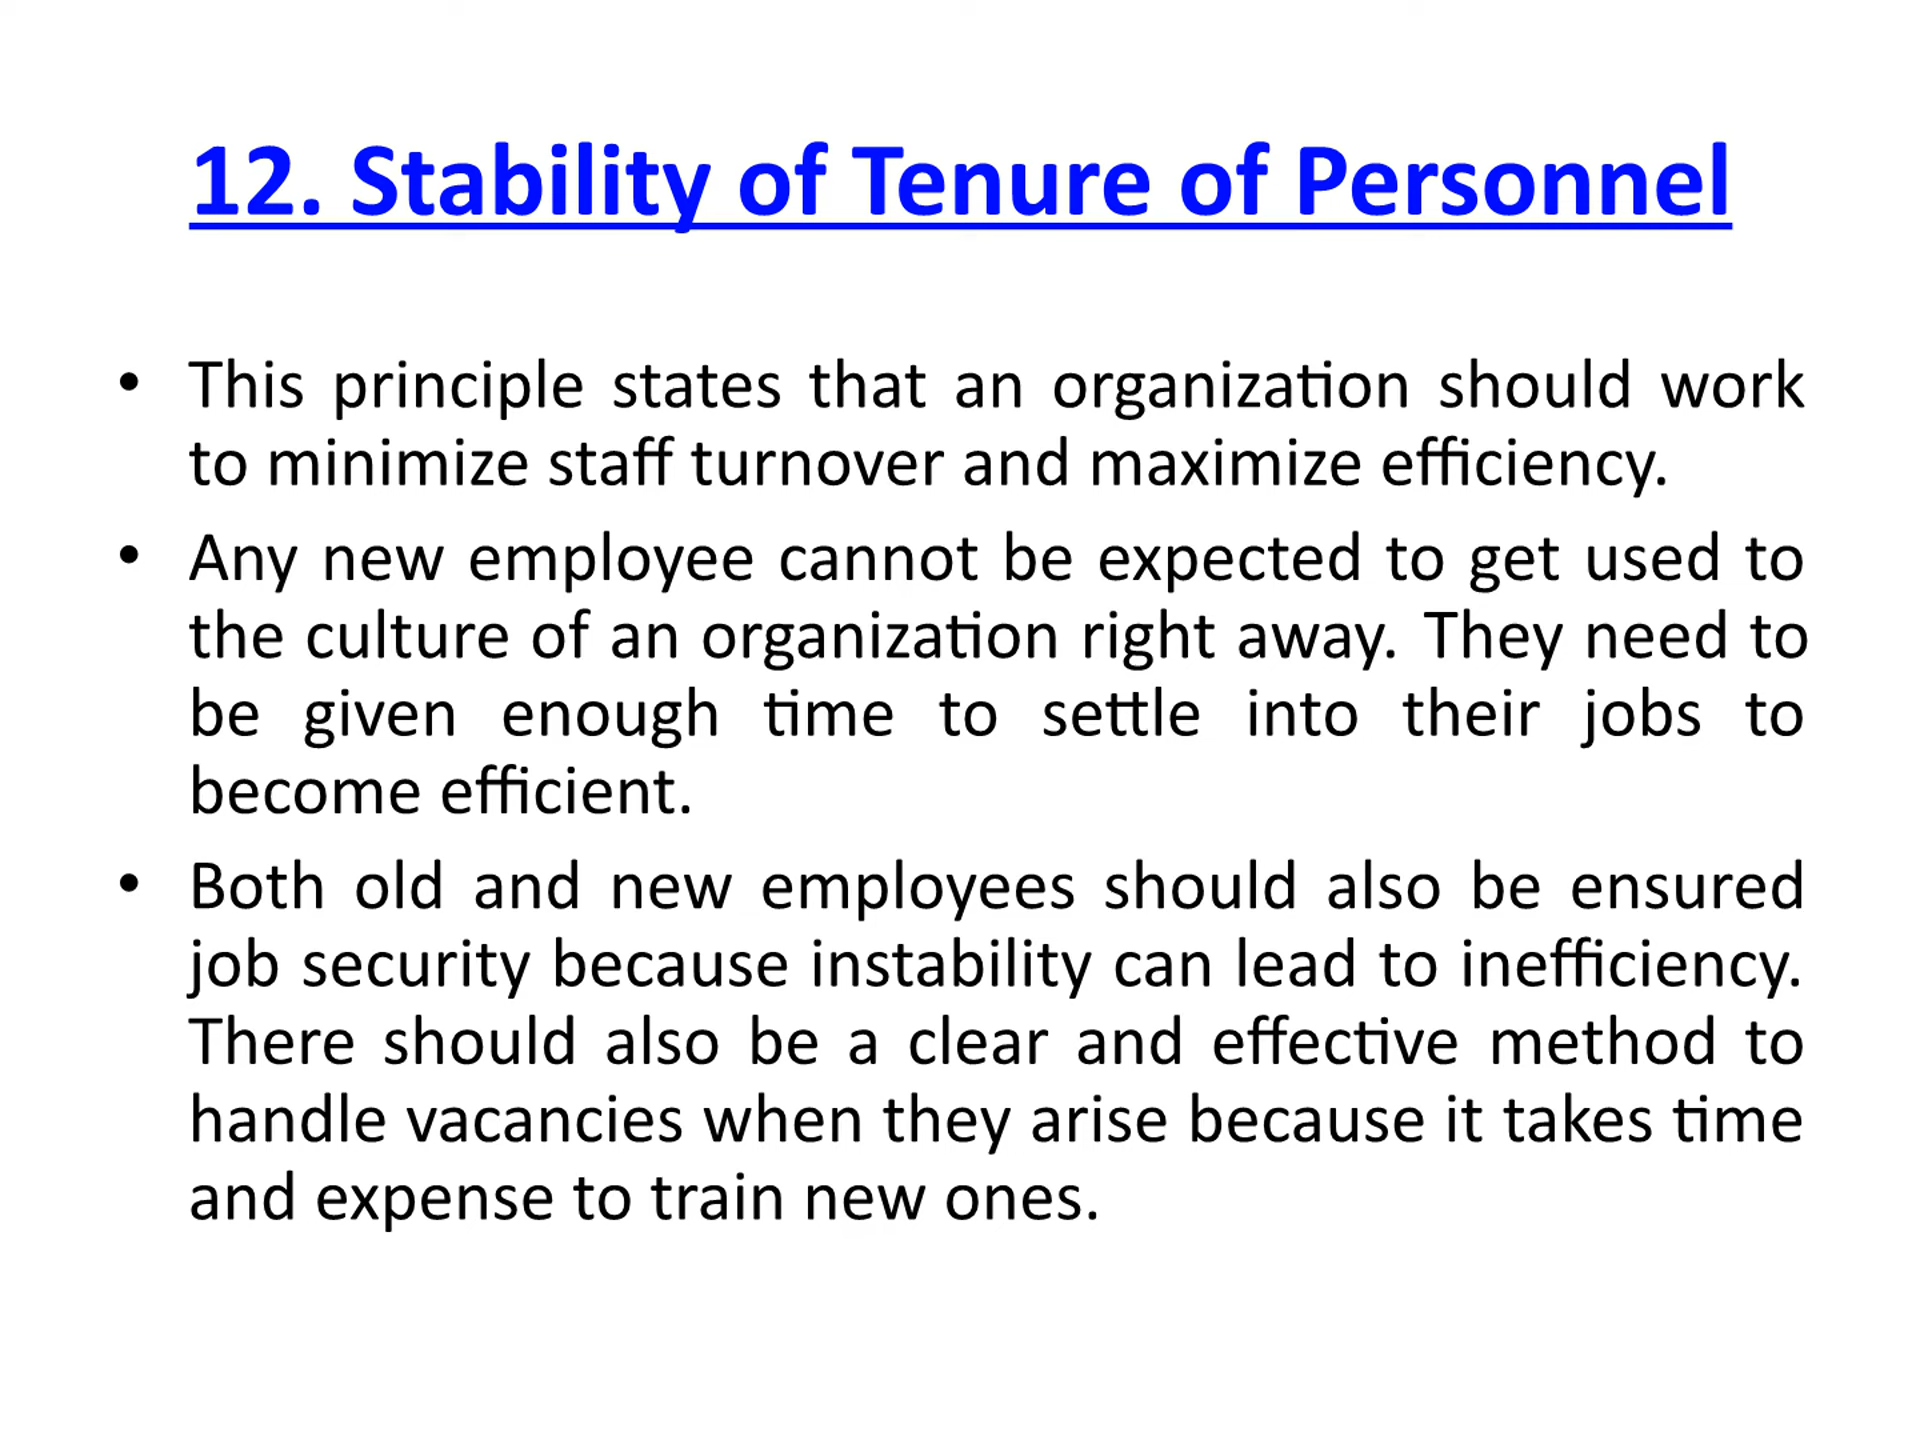 12. Stability of Tenure of Personnel
• This principle states that an organization should work
to minimize staff turnover and maximize efficiency.
• Any new employee cannot be expected to get used to
the culture of an organization right away. They need to
be given enough time to settle into their jobs to
become efficient.
• Both old and new employees should also be ensured
job security because instability can lead to inefficiency.
There should also be a clear and effective method to
handle vacancies when they arise because it takes time
and expense to train new ones.